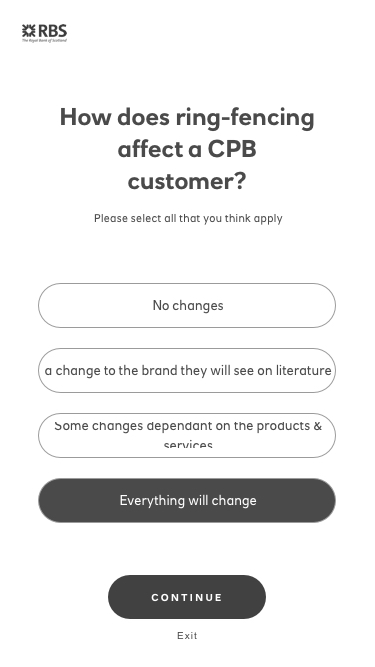 RBS
The Royal Bank of Scotland
How does ring-fencing
affect a CPB
customer?
Please select all that you think apply
No changes
a change to the brand they will see on literature
Some changes dependant on the products &
services
Everything will change
CONTINUE
Exit